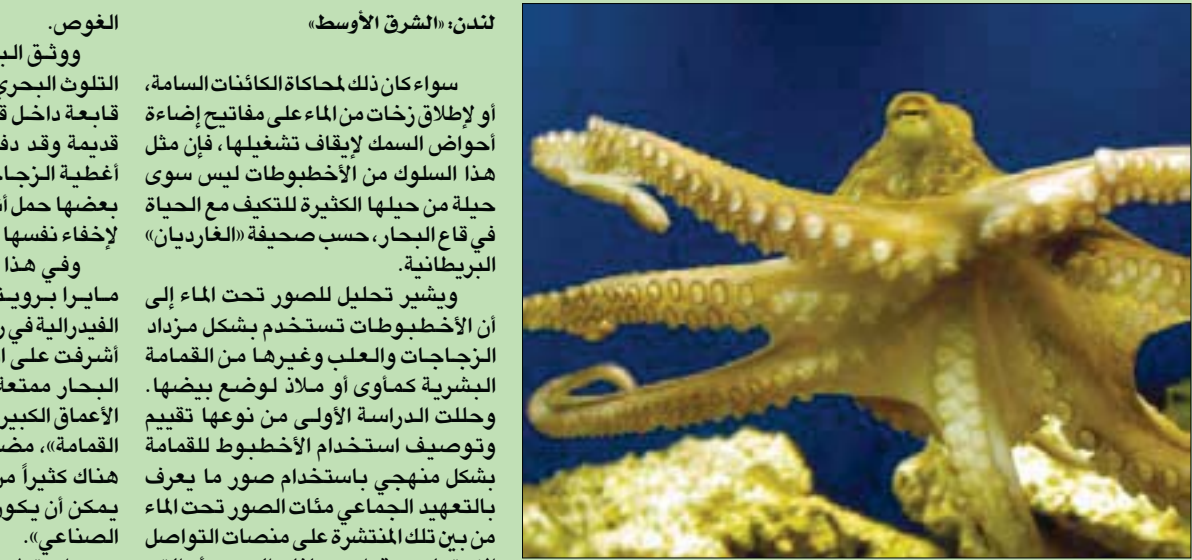 لندن: «الشرق الأوسط»
سواء كان ذلك لمحاكاة الكائنات السامة،
أو لإطلاق زخات من الماء على مفاتيح إضاءة
أحواض السمك لإيقاف تشغيلها، فإن مثل
هذا السلوك من الأخطبوطات ليس سوى
حيلة من حيلها الكثيرة للتكيف مع الحياة
في قاع البحار، حسب صحيفة «الغارديان»
البريطانية.
ويشير تحليل للصور تحت الماء إلى
أن الأخطبوطات تستخدم بشكل مزداد
الزجاجات والعلب وغيرها من القمامة
البشرية كمأوى أو ملاذ لوضع بيضها.
وحللت الدراسة الأولى من نوعها تقييم
وتوصيف استخدام الأخطبوط للقمامة
بشكل منهجي باستخدام صور ما يعرف
بالتعهيد الجماعي مئات الصور تحت الماء
من بين تلك المنتشرة على منصات التواصل
الغوص.
ووثق
التلوث البحري
قابعة داخل
قديمة وقد
أغطية
بعضها حمل
لإخفاء نفسها
وفي هذا
مايرا
الفيدرالية في
أشرفت على
البحار ممتعة
الأعماق
القمامة»،
هناك كثيراً
يمكن أن
الصناعي».